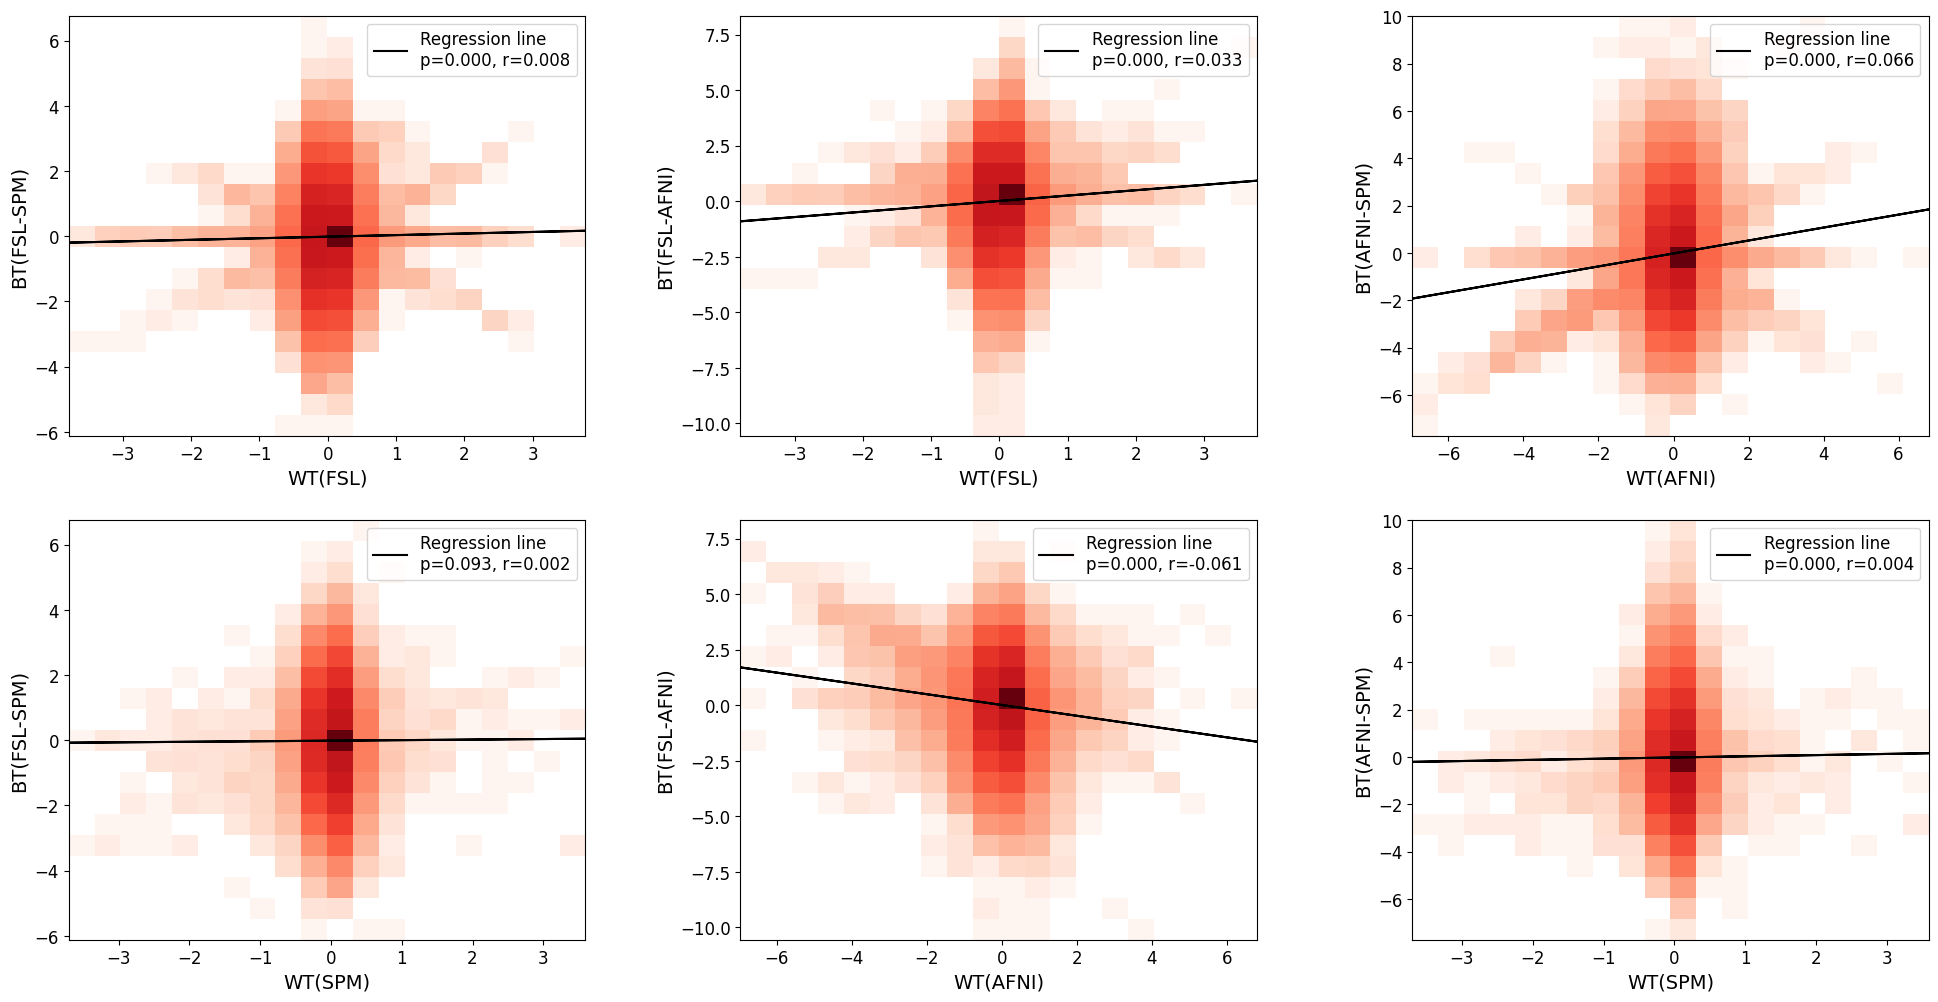 Regression line
p=0.000, r=0.008
BT(FSL-SPM)
6
4
2
0
−2
−4
−6
−3 −2 −1 0 1 2 3
WT(FSL)
Regression line
p=0.000, r=0.033
BT(FSL-AFNI)
7.5
5.0
2.5
0.0
−2.5
−5.0
−7.5
−10.0
−3 −2 −1 0 1 2 3
WT(FSL)
Regression line
p=0.000, r=0.066
BT(AFNI-SPM)
10
8
6
4
2
0
−2
−4
−6
−6 −4 −2 0 2 4 6
WT(AFNI)
Regression line
p=0.093, r=0.002
BT(FSL-SPM)
6
4
2
0
−2
−4
−6
−3 −2 −1 0 1 2 3
WT(SPM)
Regression line
p=0.000, r=-0.061
BT(FSL-AFNI)
7.5
5.0
2.5
0.0
−2.5
−5.0
−7.5
−10.0
−6 −4 −2 0 2 4 6
WT(AFNI)
Regression line
p=0.000, r=0.004
BT(AFNI-SPM)
10
8
6
4
2
0
−2
−4
−6
−3 −2 −1 0 1 2 3
WT(SPM)